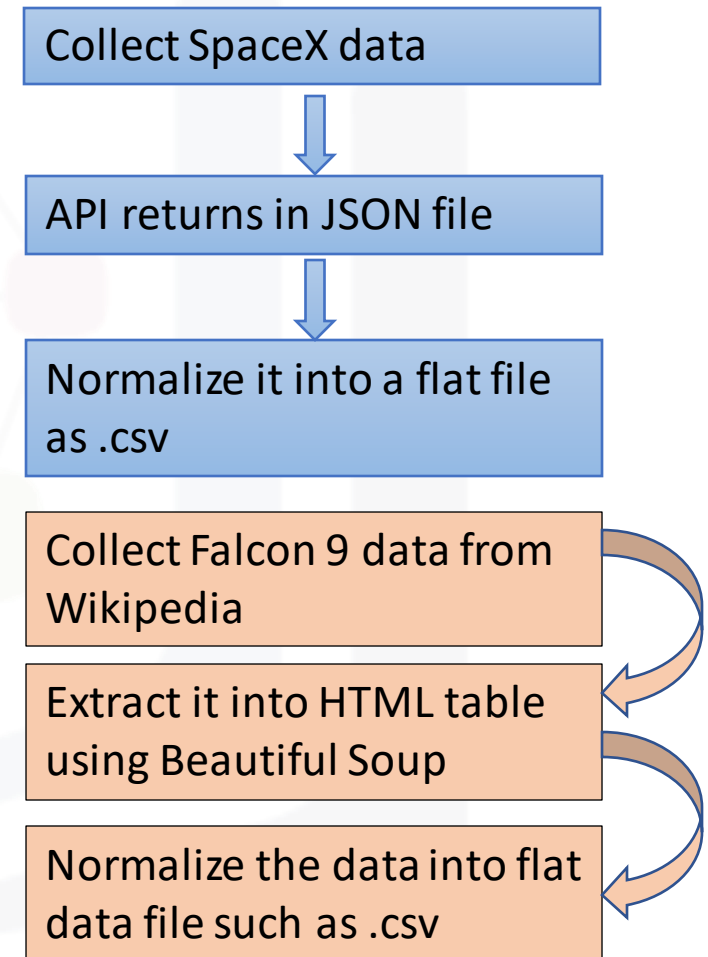 Collect SpaceX data
API returns in JSON file
Normalize it into a flat file
as .csv
Collect Falcon 9 data from
Wikipedia
Extract it into HTML table
using Beautiful Soup
Normalize the data into flat
data file such as .csv